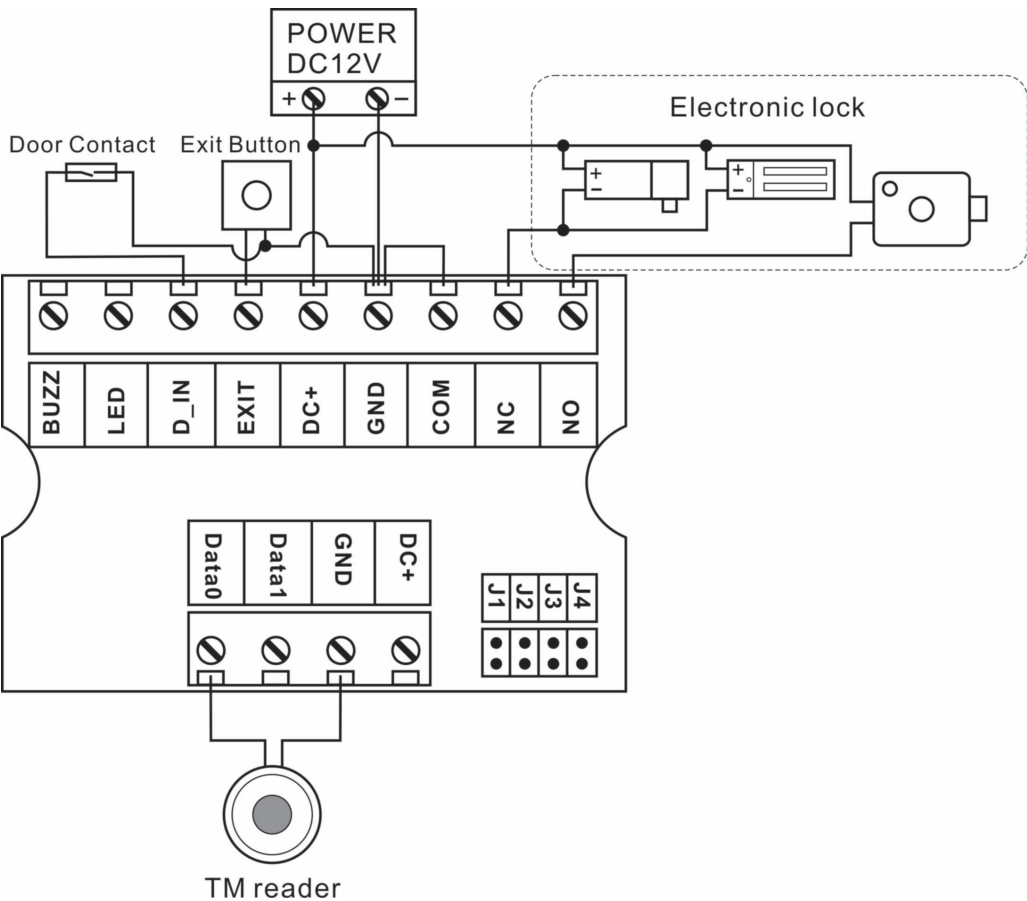 POWER
DC12V
+ −
Electronic lock
Door Contact
Exit Button
+
−
+
−
BUZZ
LED
D_IN
EXIT
DC+
GND
COM
NC
NO
Data0
Data1
GND
DC+
J1
J2
J3
J4
TM reader